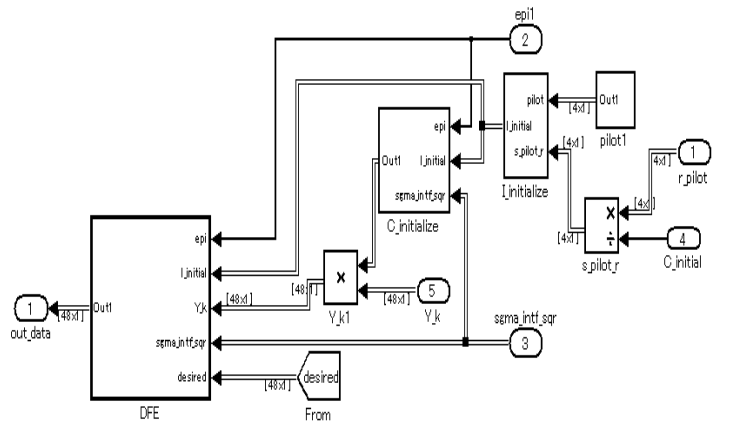 epi1
2
pilot
[4x1]
Out1
pilot1
I_initial
s_pilot_r
[4x1]
I_initialize
1
[4x1]
4x1
r_pilot
×
÷
[4x1]
s_pilot_r
4
C_initial
epi
Out1
I_initial
sgma_intf_sqr
C_initialize
epi
I_initial
Y_k
sgma_intf_sqr
desired
Out1
DFE
1
[48x1]
out_data
[48x1]
×
Y_k1
5
[48x1]
Y_k
sgma_intf_sqr
3
desired
[48x1]
From